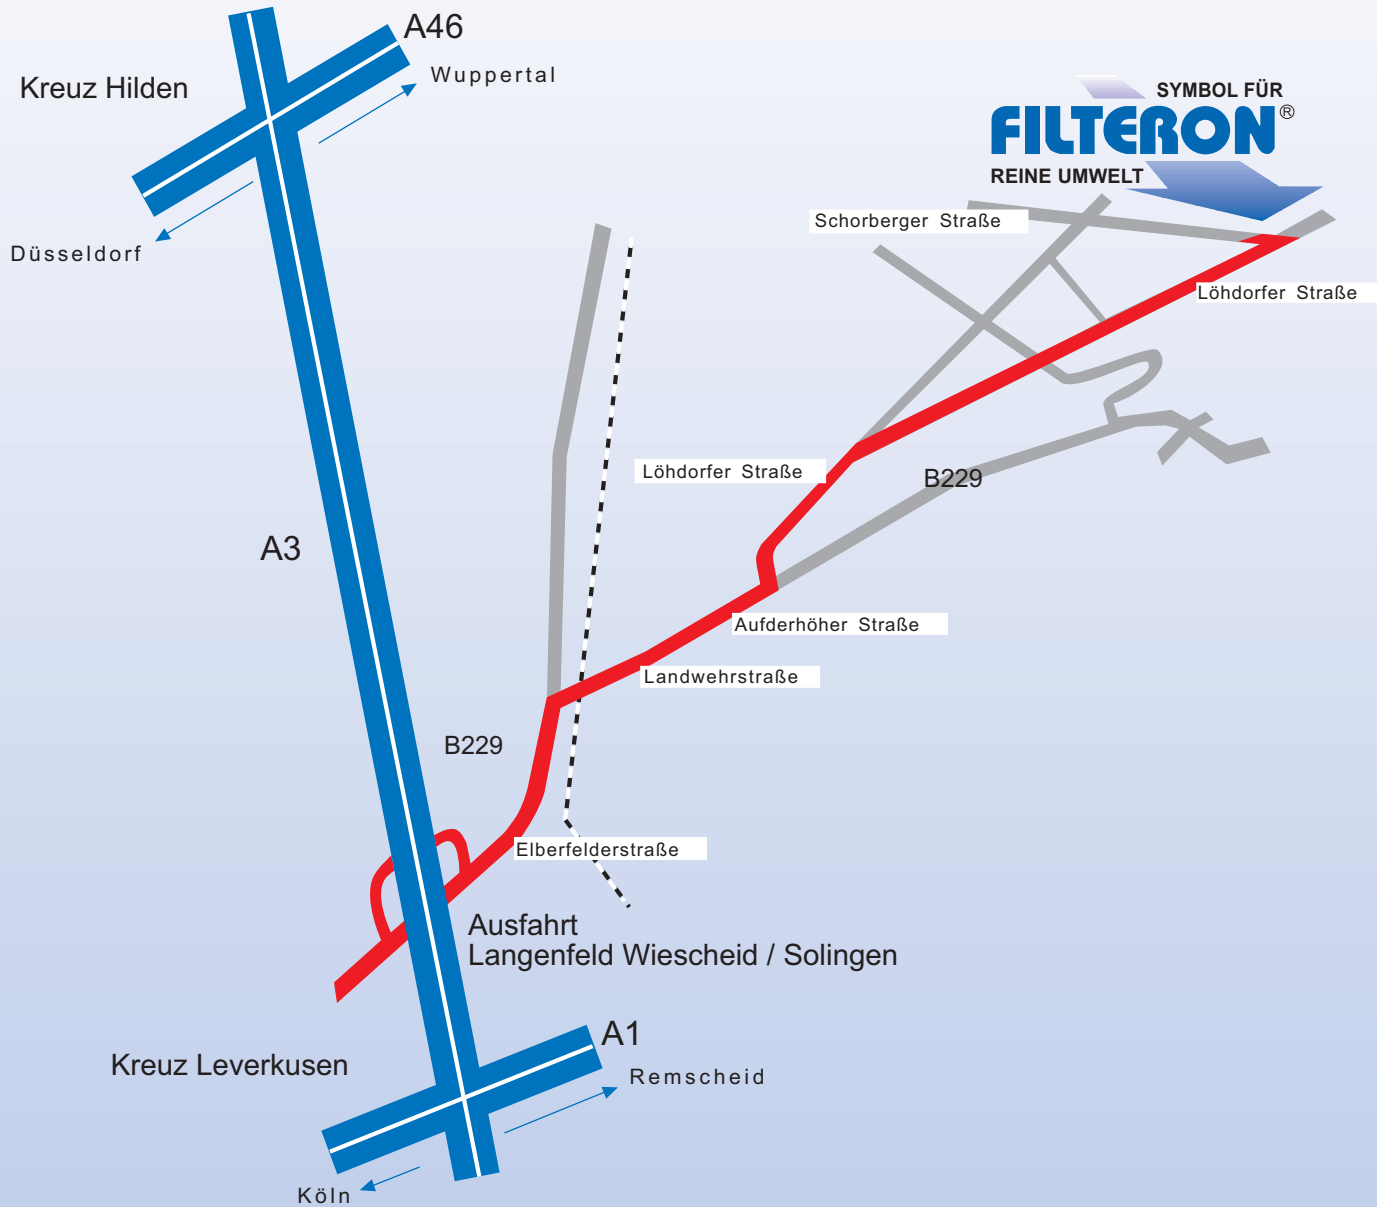 A46
Wuppertal
Kreuz Hilden
SYMBOL FÜR
FILTERON®
REINE UMWELT
Schorberger Straße
Düsseldorf
Löhdorfer Straße
Löhdorfer Straße
B229
A3
Aufderhöher Straße
Landwehrstraße
B229
Elberfelderstraße
Ausfahrt
Langenfeld Wiescheid / Solingen
A1
Kreuz Leverkusen
Remscheid
Köln